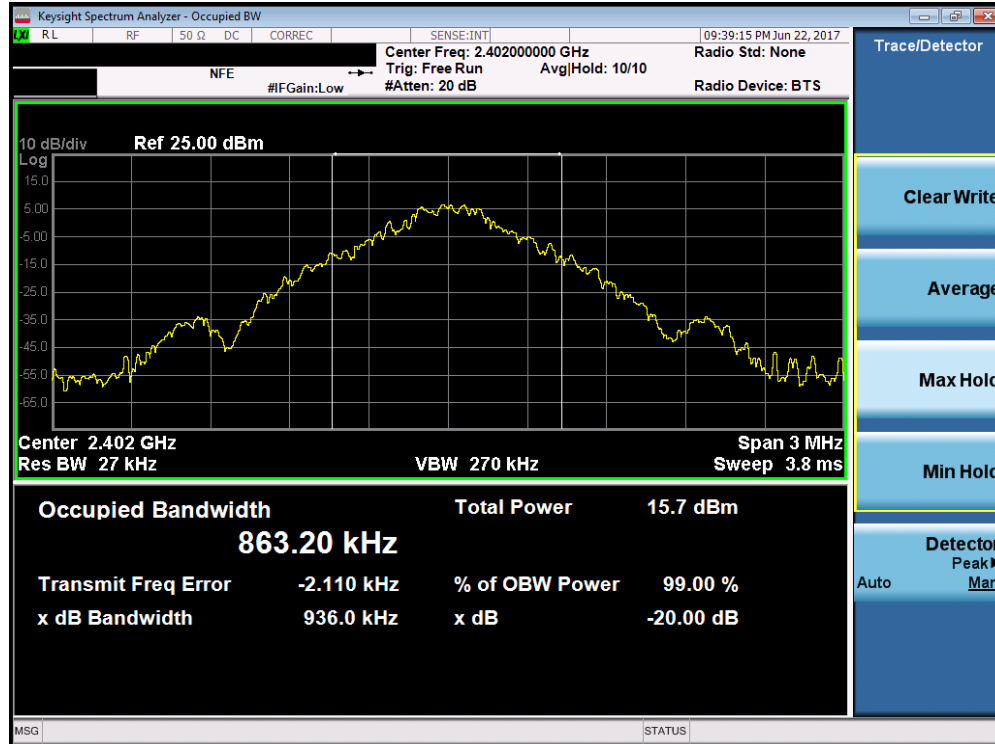 Keysight Spectrum Analyzer - Occupied BW
LXI RL RF 50 Ω DC CORREC SENSE:INT 09:39:15 PM Jun 22, 2017
Center Freq: 2.402000000 GHz Radio Std: None
NFE Trig: Free Run Avg|Hold: 10/10
#IFGain:Low #Atten: 20 dB Radio Device: BTS
10 dB/div Ref 25.00 dBm
Log
15.0
5.00
-5.00
-15.0
-25.0
-35.0
-45.0
-55.0
-65.0
Center 2.402 GHz Span 3 MHz
Res BW 27 kHz VBW 270 kHz Sweep 3.8 ms
Occupied Bandwidth Total Power 15.7 dBm
863.20 kHz
Transmit Freq Error -2.110 kHz % of OBW Power 99.00 %
x dB Bandwidth 936.0 kHz x dB -20.00 dB
MSG STATUS
Trace/Detector
Clear Write
Average
Max Hold
Min Hold
Detector
Peak▶
Auto Man